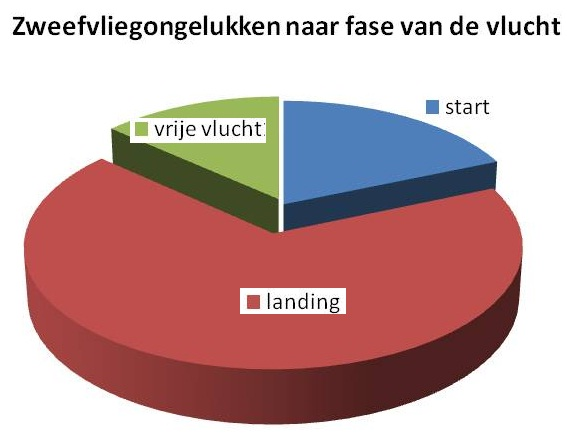 Zweefvliegongelukken naar fase van de vlucht
start
vrije vlucht
landing